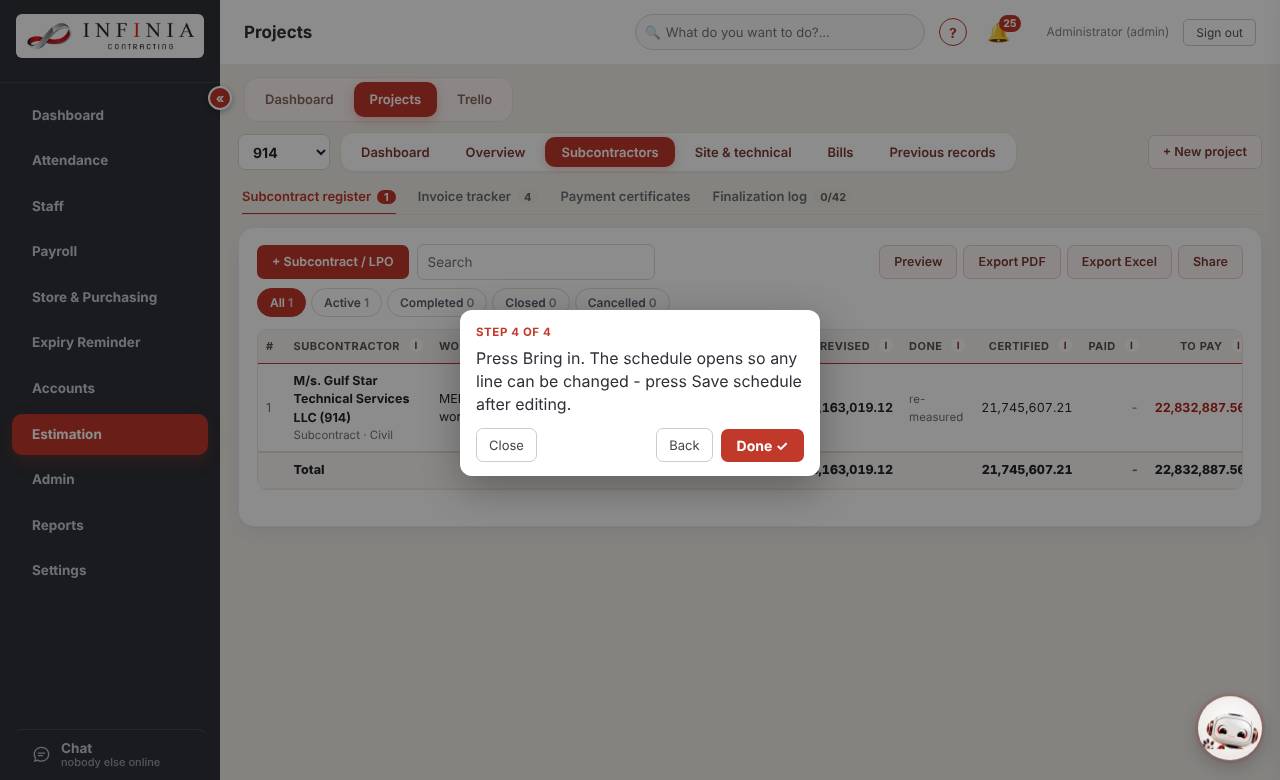 INFINIA
CONTRACTING
Projects
What do you want to do?...
?
25
Administrator (admin)
Sign out
«
Dashboard
Attendance
Staff
Payroll
Store & Purchasing
Expiry Reminder
Accounts
Estimation
Admin
Reports
Settings
Chat
nobody else online
Dashboard
Projects
Trello
914
Dashboard
Overview
Subcontractors
Site & technical
Bills
Previous records
+ New project
Subcontract register 1
Invoice tracker 4
Payment certificates
Finalization log 0/42
+ Subcontract / LPO
Search
Preview
Export PDF
Export Excel
Share
All 1
Active 1
Completed 0
Closed 0
Cancelled 0
# SUBCONTRACTOR I REVISED I DONE I CERTIFIED I PAID I TO PAY I
1
M/s. Gulf Star
Technical Services
LLC (914)
Subcontract · Civil
,163,019.12
re-
measured
21,745,607.21
-
22,832,887.56
Total
,163,019.12
21,745,607.21
-
22,832,887.56
STEP 4 OF 4
Press Bring in. The schedule opens so any
line can be changed - press Save schedule
after editing.
Close
Back
Done ✓